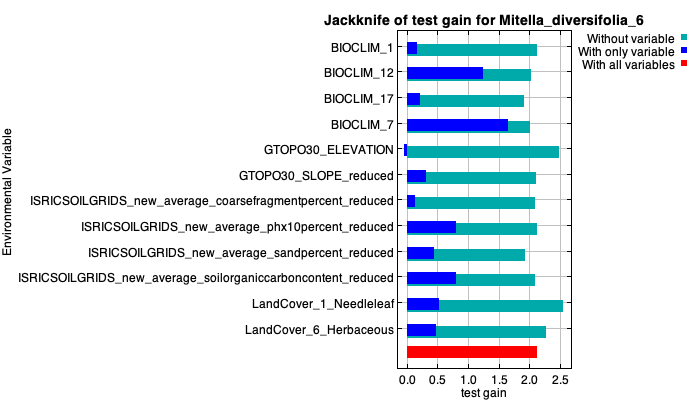 Jackknife of test gain for Mitella_diversifolia_6
Without variable
With only variable
With all variables
Environmental Variable
BIOCLIM_1
BIOCLIM_12
BIOCLIM_17
BIOCLIM_7
GTOPO30_ELEVATION
GTOPO30_SLOPE_reduced
ISRICSOILGRIDS_new_average_coarsefragmentpercent_reduced
ISRICSOILGRIDS_new_average_phx10percent_reduced
ISRICSOILGRIDS_new_average_sandpercent_reduced
ISRICSOILGRIDS_new_average_soilorganiccarboncontent_reduced
LandCover_1_Needleleaf
LandCover_6_Herbaceous
0.0 0.5 1.0 1.5 2.0 2.5
test gain